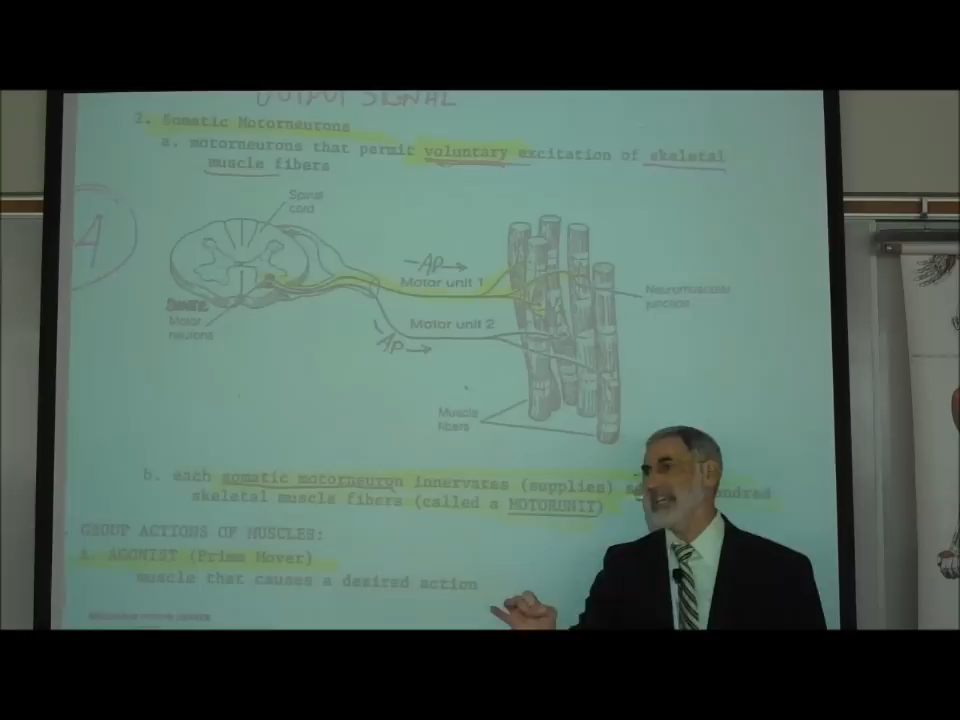 OUTPUT SIGNAL
2. Somatic Motorneurons
a. motorneurons that permit voluntary excitation of skeletal
muscle fibers
Spinal
cord
A
AP
Motor unit 1
Neuromuscular
junction
Motor
neurons
Motor unit 2
AP
Muscle
fibers
b. each somatic motorneuron innervates (supplies)
skeletal muscle fibers (called a MOTORUNIT)
GROUP ACTIONS OF MUSCLES:
a. AGONIST (Prime Mover)
muscle that causes a desired action